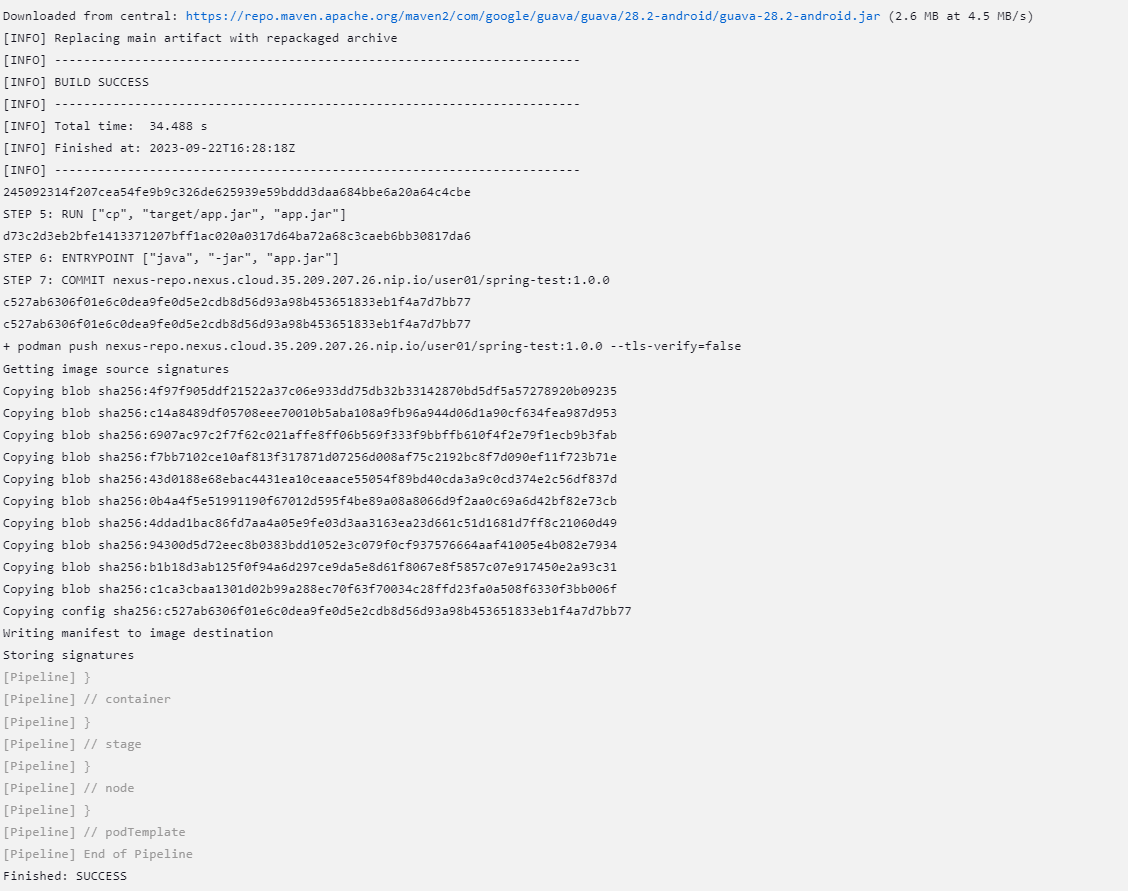 Downloaded from central: https://repo.maven.apache.org/maven2/com/google/guava/guava/28.2-android/guava-28.2-android.jar (2.6 MB at 4.5 MB/s)
[INFO] Replacing main artifact with repackaged archive
[INFO] ------------------------------------------------------------------------
[INFO] BUILD SUCCESS
[INFO] ------------------------------------------------------------------------
[INFO] Total time:  34.488 s
[INFO] Finished at: 2023-09-22T16:28:18Z
[INFO] ------------------------------------------------------------------------
245092314f207cea54fe9b9c326de625939e59bddd3daa684bbe6a20a64c4cbe
STEP 5: RUN ["cp", "target/app.jar", "app.jar"]
d73c2d3eb2bfe1413371207bff1ac020a0317d64ba72a68c3caeb6bb30817da6
STEP 6: ENTRYPOINT ["java", "-jar", "app.jar"]
STEP 7: COMMIT nexus-repo.nexus.cloud.35.209.207.26.nip.io/user01/spring-test:1.0.0
c527ab6306f01e6c0dea9fe0d5e2cdb8d56d93a98b453651833eb1f4a7d7bb77
c527ab6306f01e6c0dea9fe0d5e2cdb8d56d93a98b453651833eb1f4a7d7bb77
+ podman push nexus-repo.nexus.cloud.35.209.207.26.nip.io/user01/spring-test:1.0.0 --tls-verify=false
Getting image source signatures
Copying blob sha256:4f97f905ddf21522a37c06e933dd75db32b33142870bd5df5a57278920b09235
Copying blob sha256:c14a8489df05708eee70010b5aba108a9fb96a944d06d1a90cf634fea987d953
Copying blob sha256:6907ac97c2f7f62c021affe8ff06b569f333f9bbffb610f4f2e79f1ecb9b3fab
Copying blob sha256:f7bb7102ce10af813f317871d07256d008af75c2192bc8f7d090ef11f723b71e
Copying blob sha256:43d0188e68ebac4431ea10ceaace55054f89bd40cda3a9c0cd374e2c56df837d
Copying blob sha256:0b4a4f5e51991190f67012d595f4be89a08a8066d9f2aa0c69a6d42bf82e73cb
Copying blob sha256:4ddad1bac86fd7aa4a05e9fe03d3aa3163ea23d661c51d1681d7ff8c21060d49
Copying blob sha256:94300d5d72eec8b0383bdd1052e3c079f0cf937576664aaf41005e4b082e7934
Copying blob sha256:b1b18d3ab125f0f94a6d297ce9da5e8d61f8067e8f5857c07e917450e2a93c31
Copying blob sha256:c1ca3cbaa1301d02b99a288ec70f63f70034c28ffd23fa0a508f6330f3bb006f
Copying config sha256:c527ab6306f01e6c0dea9fe0d5e2cdb8d56d93a98b453651833eb1f4a7d7bb77
Writing manifest to image destination
Storing signatures
[Pipeline] }
[Pipeline] // container
[Pipeline] }
[Pipeline] // stage
[Pipeline] }
[Pipeline] // node
[Pipeline] }
[Pipeline] // podTemplate
[Pipeline] End of Pipeline
Finished: SUCCESS